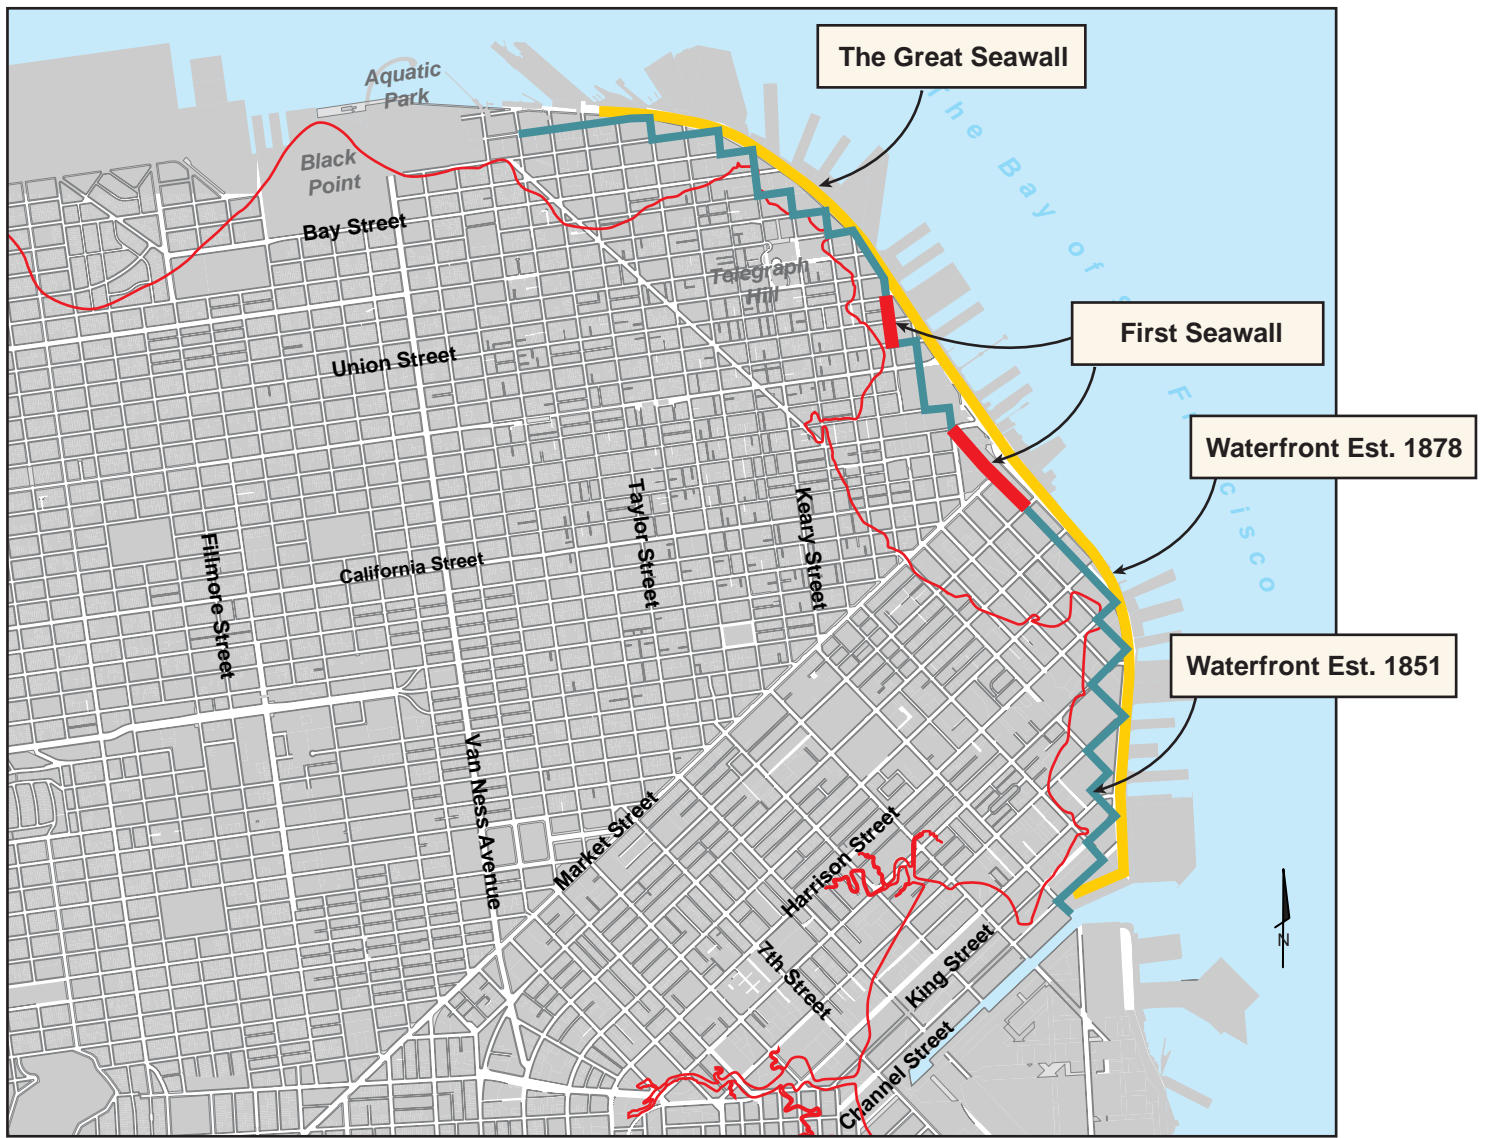 The Great Seawall
Aquatic
Park
The Bay of San Francisco
Black
Point
Bay Street
Telegraph
Hill
First Seawall
Union Street
Waterfront Est. 1878
Taylor Street
Keary Street
Fillmore Street
California Street
Waterfront Est. 1851
Van Ness Avenue
Market Street
Harrison Street
7th Street
King Street
N
Channel Street